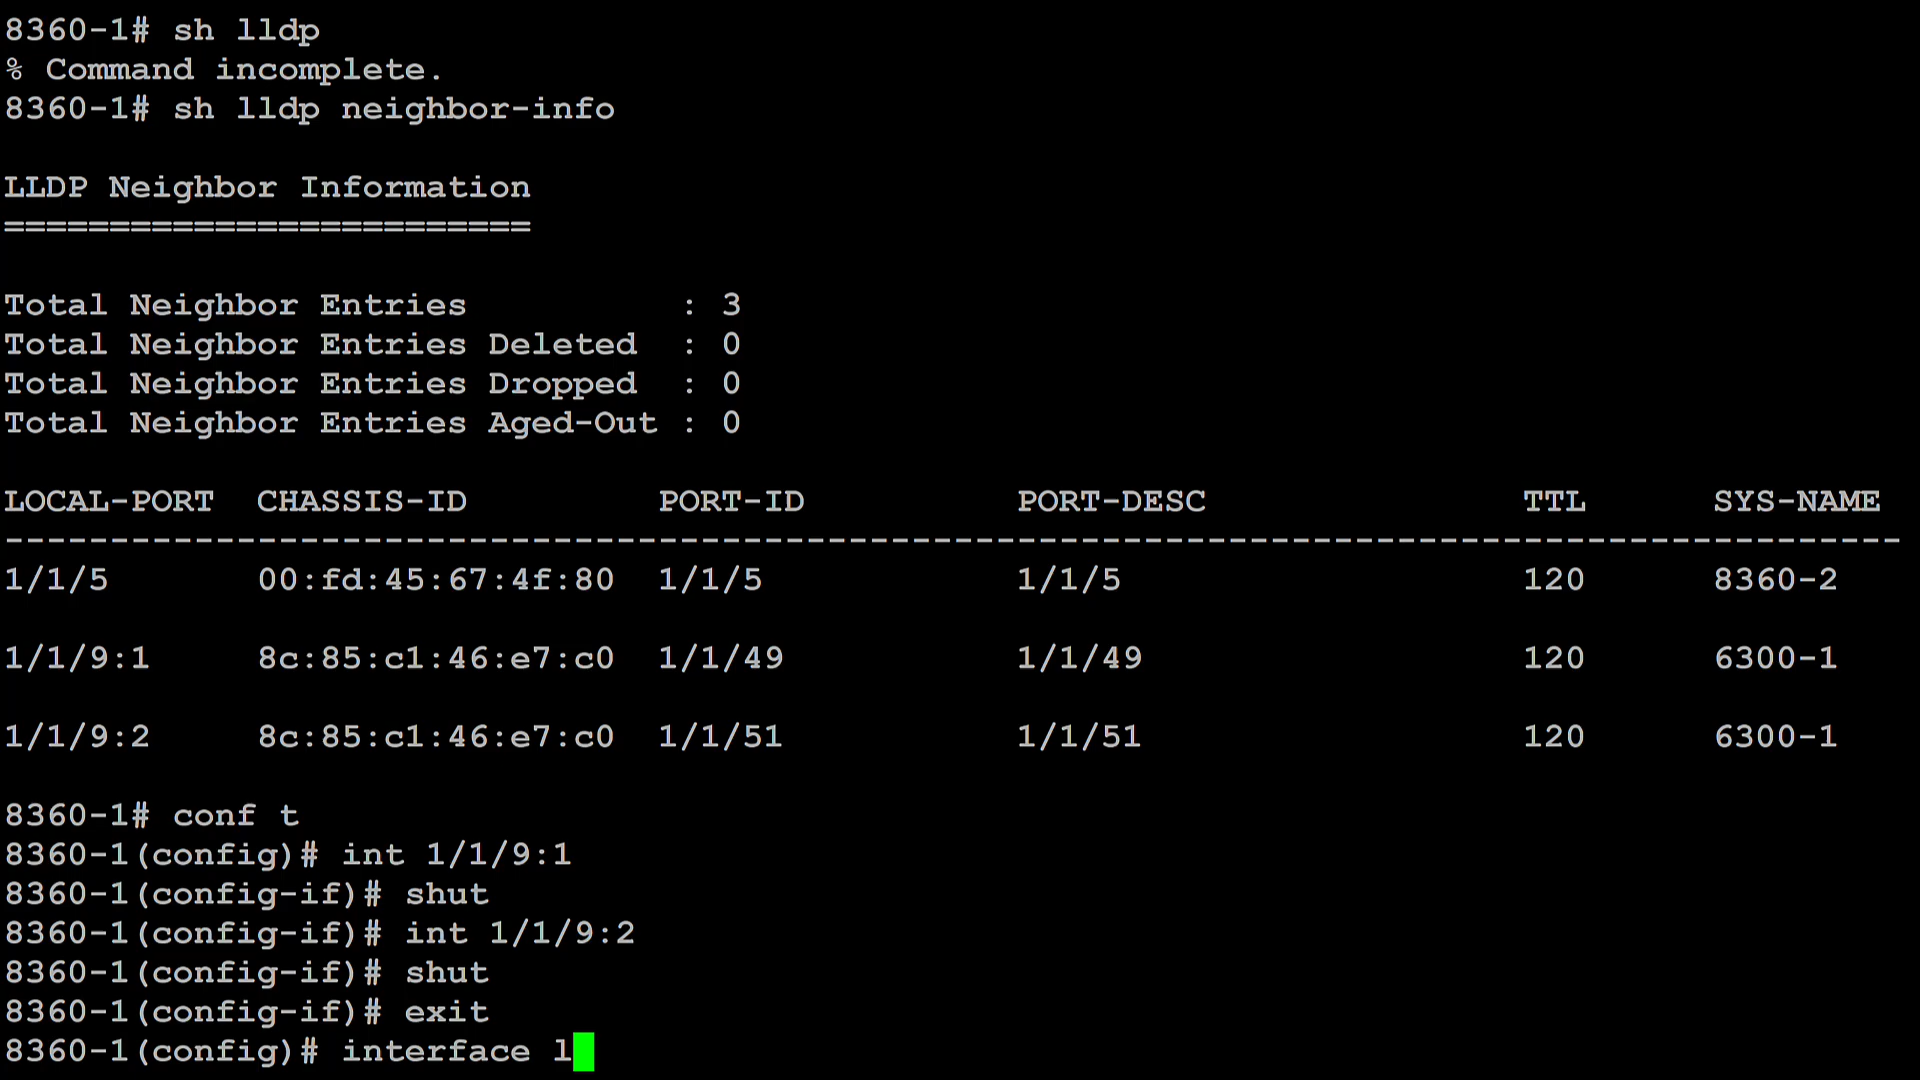 8360-1# sh lldp
% Command incomplete.
8360-1# sh lldp neighbor-info
LLDP Neighbor Information
=========================
Total Neighbor Entries          : 3
Total Neighbor Entries Deleted  : 0
Total Neighbor Entries Dropped  : 0
Total Neighbor Entries Aged-Out : 0
LOCAL-PORT  CHASSIS-ID         PORT-ID          PORT-DESC               TTL      SYS-NAME
------------------------------------------------------------------------------------------
1/1/5       00:fd:45:67:4f:80  1/1/5            1/1/5                   120      8360-2
1/1/9:1     8c:85:c1:46:e7:c0  1/1/49           1/1/49                  120      6300-1
1/1/9:2     8c:85:c1:46:e7:c0  1/1/51           1/1/51                  120      6300-1
8360-1# conf t
8360-1(config)# int 1/1/9:1
8360-1(config-if)# shut
8360-1(config-if)# int 1/1/9:2
8360-1(config-if)# shut
8360-1(config-if)# exit
8360-1(config)# interface l